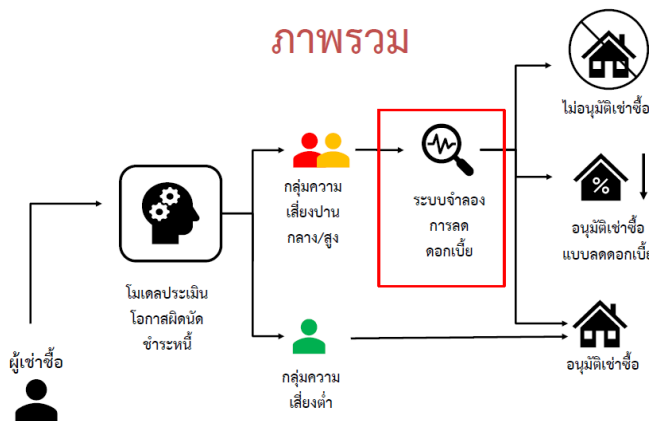 ภาพรวม
ไม่อนุมัติเช่าซื้อ
กลุ่มความ
เสี่ยงปาน
กลาง/สูง
ระบบจำลอง
การลด
ดอกเบี้ย
%
อนุมัติเช่าซื้อ
แบบลดดอกเบี้ย
โมเดลประเมิน
โอกาสผิดนัด
ชำระหนี้
ผู้เช่าซื้อ
กลุ่มความ
เสี่ยงต่ำ
อนุมัติเช่าซื้อ